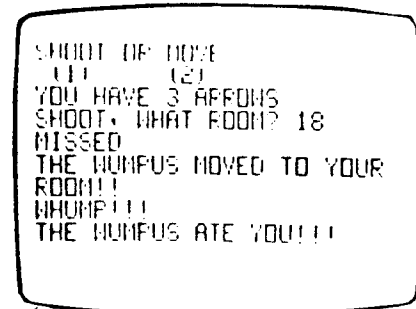 SHOOT OR MOVE
(1) (2)
YOU HAVE 3 ARROWS
SHOOT, WHAT ROOM? 18
MISSED
THE WUMPUS MOVED TO YOUR
ROOM!!
WHUMP!!!
THE WUMPUS ATE YOU!!!